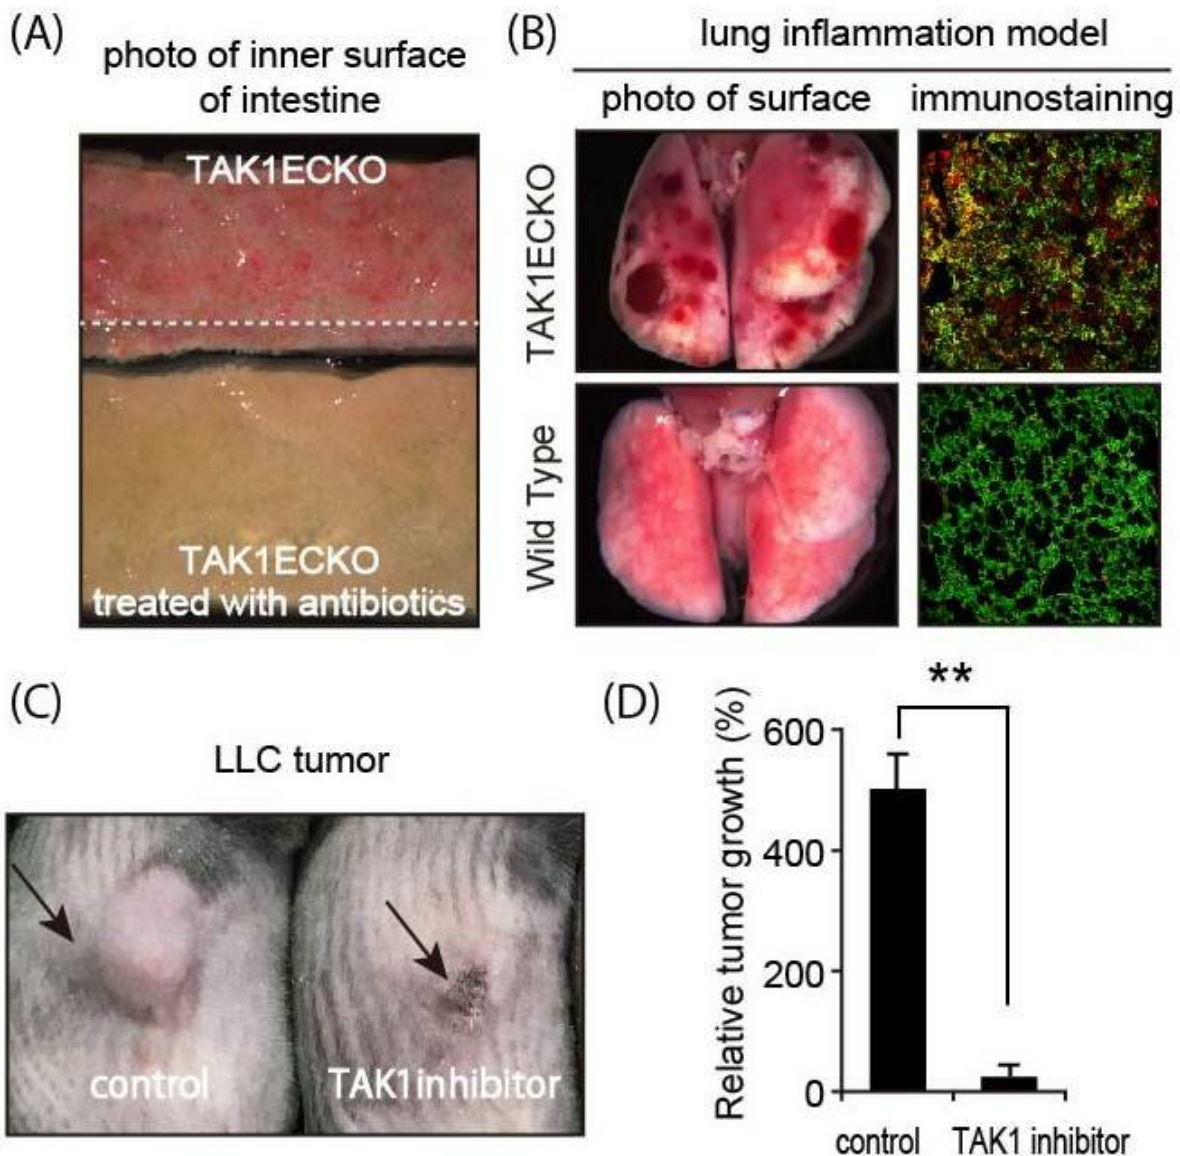 (A)
photo of inner surface
of intestine
TAK1ECKO
TAK1ECKO
treated with antibiotics
(B)
lung inflammation model
photo of surface
immunostaining
TAK1ECKO
Wild Type
(C)
LLC tumor
control
TAK1inhibitor
(D)
**
Relative tumor growth (%)
600
400
200
0
control
TAK1 inhibitor